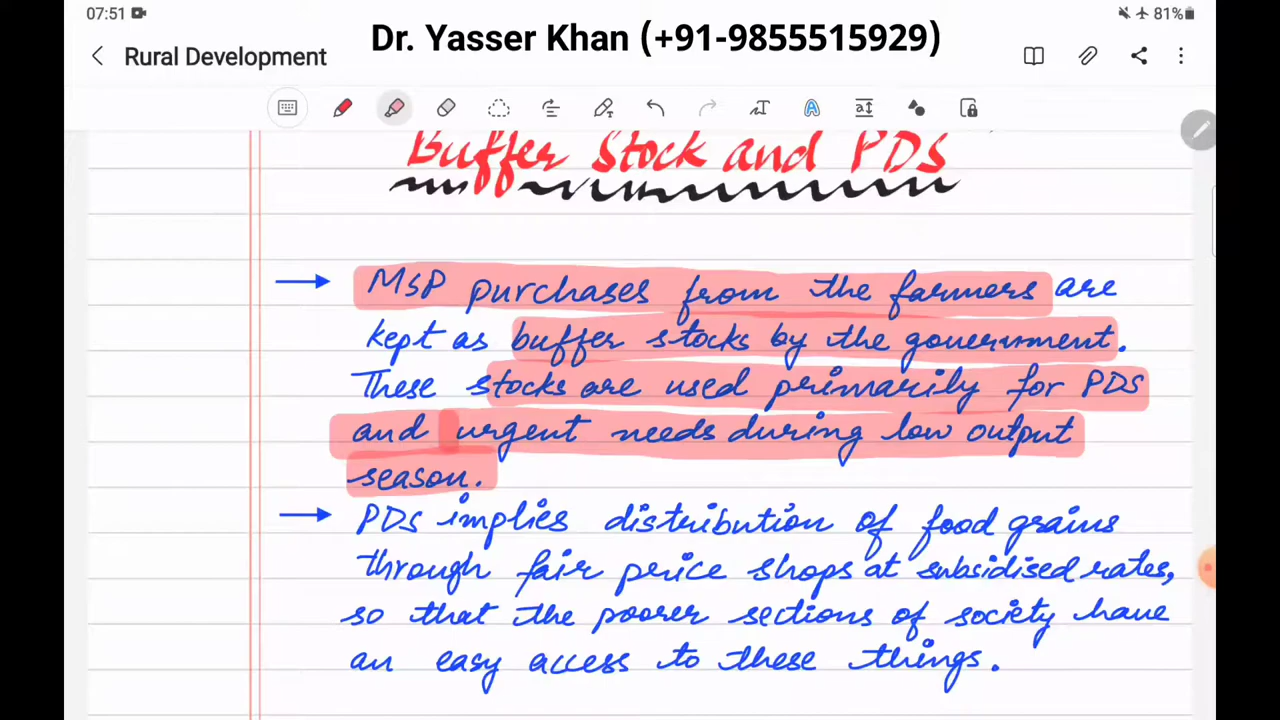 07:51
81%
Dr. Yasser Khan (+91-9855515929)
Rural Development
Buffer Stock and PDS
→ MSP purchases from the farmers are
kept as buffer stocks by the government.
These stocks are used primarily for PDS
and urgent needs during low output
season.
→ PDS implies distribution of food grains
through fair price shops at subsidised rates,
so that the poorer sections of society have
an easy access to these things.